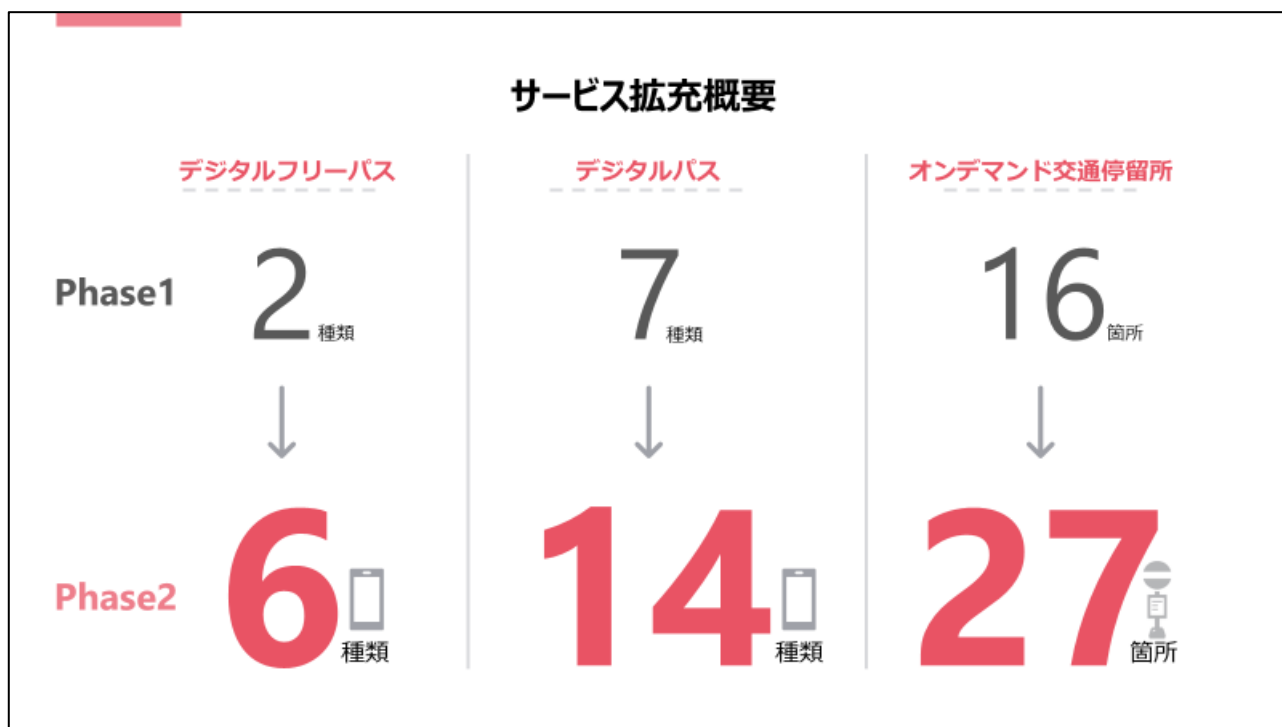 サービス拡充概要
デジタルフリーパス
デジタルパス
オンデマンド交通停留所
Phase1
2種類
7種類
16箇所
Phase2
6種類
14種類
27箇所